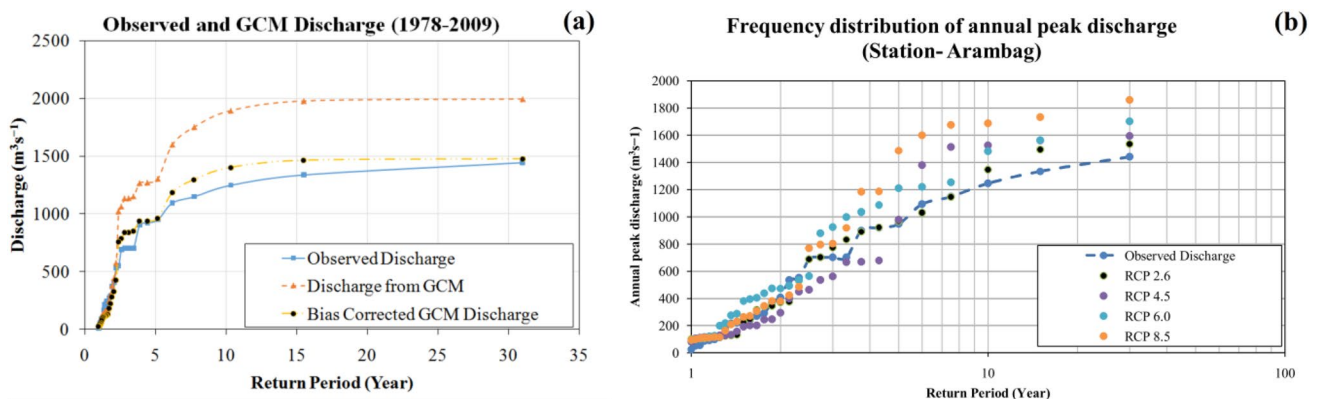 Observed and GCM Discharge (1978-2009) (a)
2500
2000
1500
1000
500
0
0 5 10 15 20 25 30 35
Discharge (m³s⁻¹)
Return Period (Year)
Observed Discharge
Discharge from GCM
Bias Corrected GCM Discharge
Frequency distribution of annual peak discharge (b)
(Station- Arambag)
2000
1800
1600
1400
1200
1000
800
600
400
200
0
1 10 100
Annual peak discharge (m³s−1)
Return Period (Year)
Observed Discharge
RCP 2.6
RCP 4.5
RCP 6.0
RCP 8.5